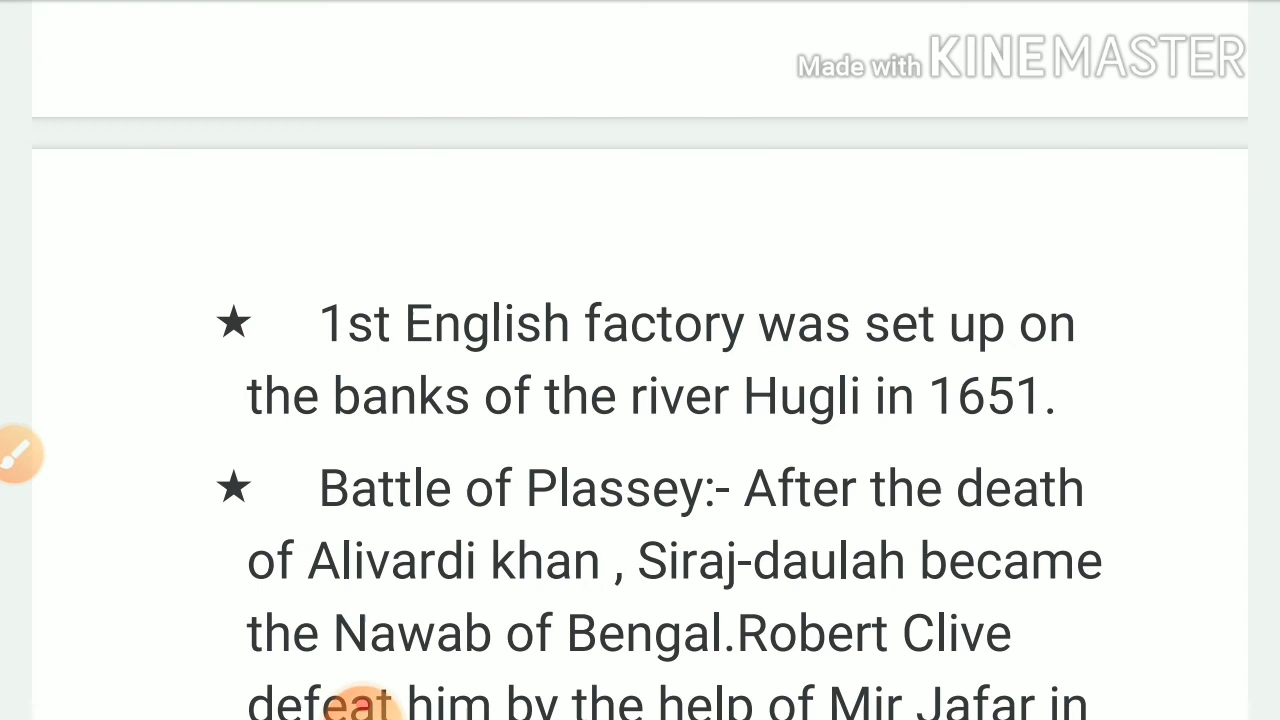 Made with KINEMASTER
★ 1st English factory was set up on
the banks of the river Hugli in 1651.
★ Battle of Plassey:- After the death
of Alivardi khan , Siraj-daulah became
the Nawab of Bengal.Robert Clive
defeat him by the help of Mir Jafar in